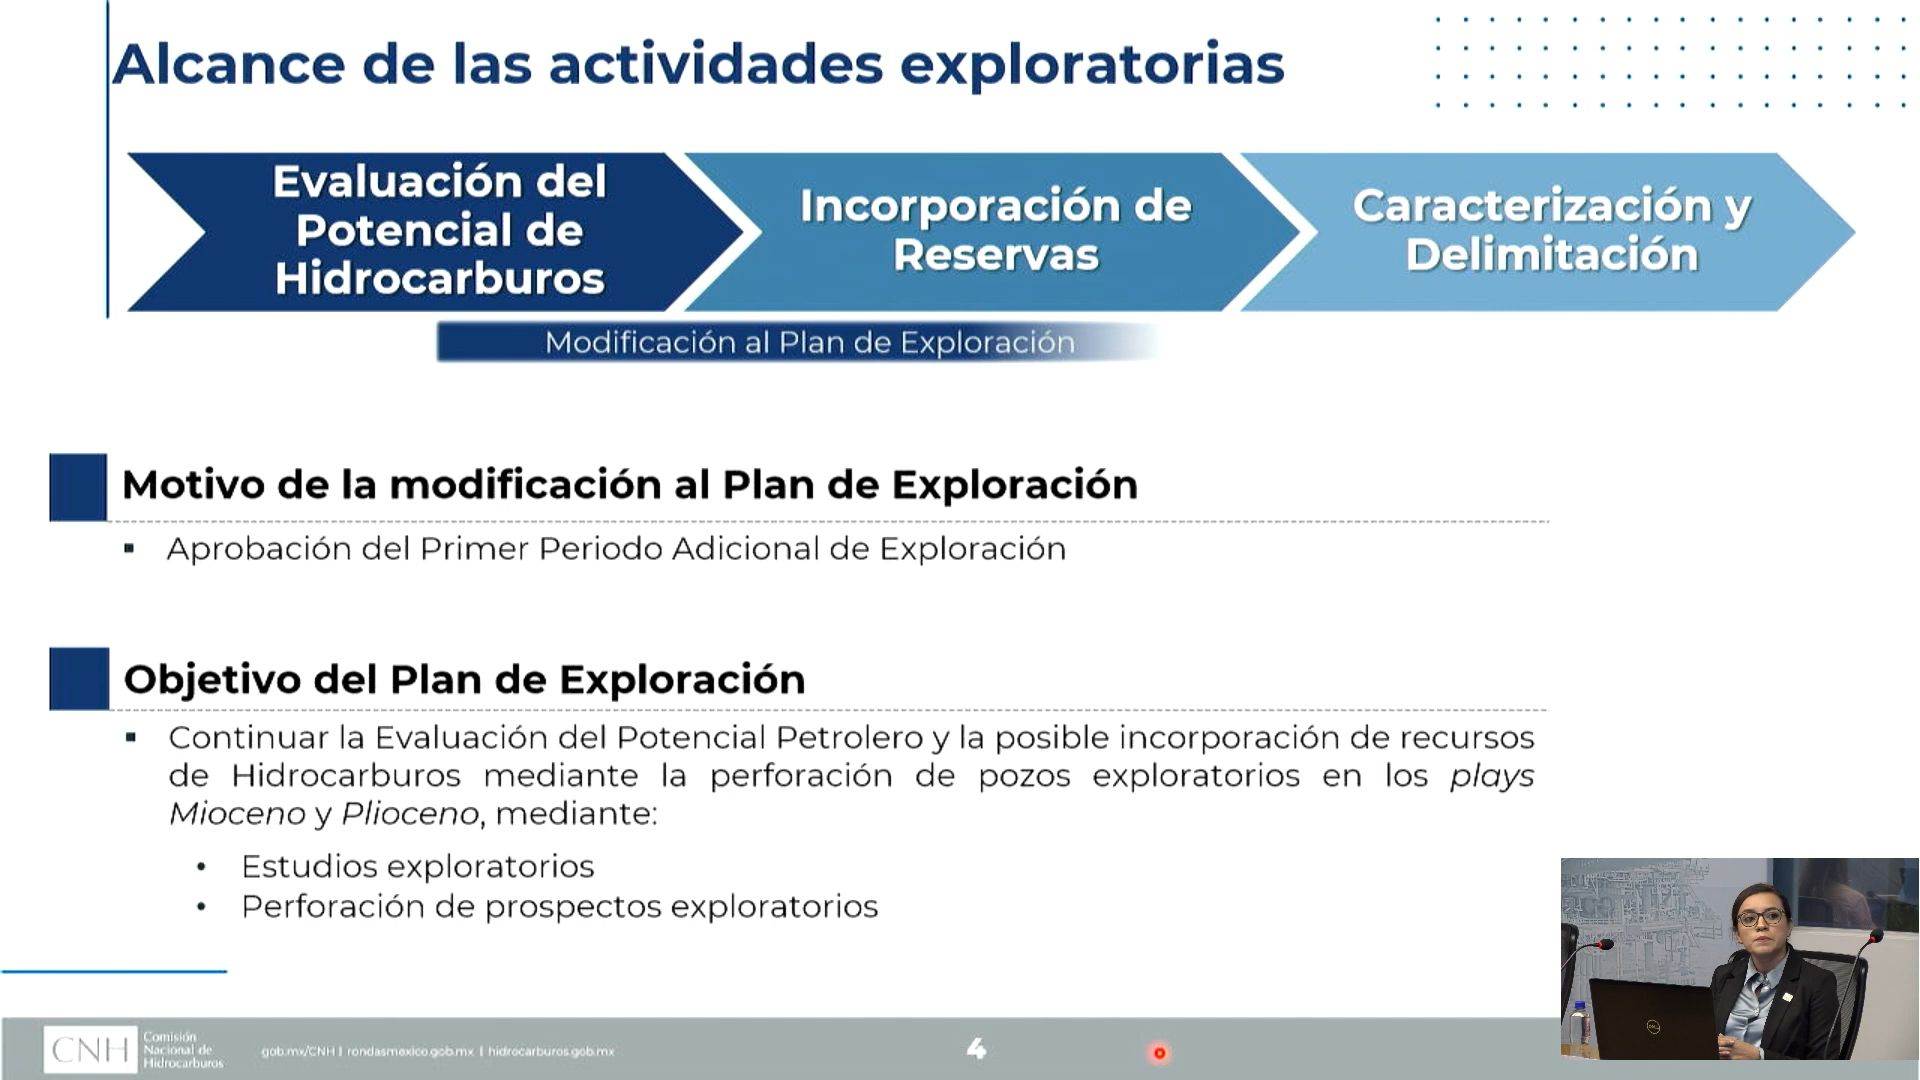 Alcance de las actividades exploratorias
Evaluación del
Potencial de
Hidrocarburos
Incorporación de
Reservas
Caracterización y
Delimitación
Modificación al Plan de Exploración
Motivo de la modificación al Plan de Exploración
▪ Aprobación del Primer Periodo Adicional de Exploración
Objetivo del Plan de Exploración
▪ Continuar la Evaluación del Potencial Petrolero y la posible incorporación de recursos
de Hidrocarburos mediante la perforación de pozos exploratorios en los plays
Mioceno y Plioceno, mediante:
• Estudios exploratorios
• Perforación de prospectos exploratorios
CNH
Comisión
Nacional de
Hidrocarburos
gob.mx/CNH | rondasmexico.gob.mx | hidrocarburos.gob.mx
4